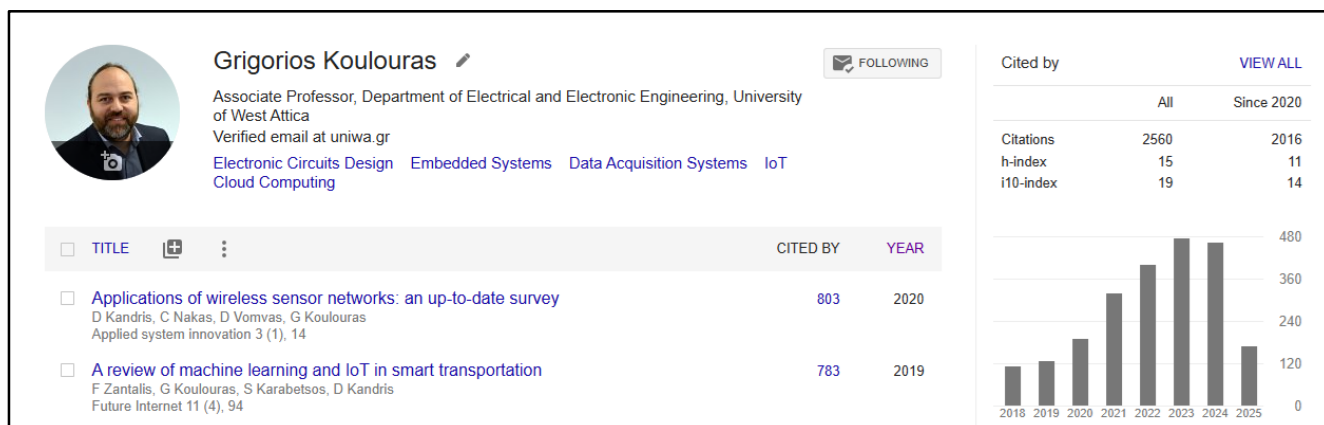 Grigorios Koulouras
FOLLOWING
Associate Professor, Department of Electrical and Electronic Engineering, University
of West Attica
Verified email at uniwa.gr
Electronic Circuits Design Embedded Systems Data Acquisition Systems IoT
Cloud Computing
TITLE CITED BY YEAR
Applications of wireless sensor networks: an up-to-date survey 803 2020
D Kandris, C Nakas, D Vomvas, G Koulouras
Applied system innovation 3 (1), 14
A review of machine learning and IoT in smart transportation 783 2019
F Zantalis, G Koulouras, S Karabetsos, D Kandris
Future Internet 11 (4), 94
Cited by VIEW ALL
All Since 2020
Citations 2560 2016
h-index 15 11
i10-index 19 14
480
360
240
120
0
2018 2019 2020 2021 2022 2023 2024 2025